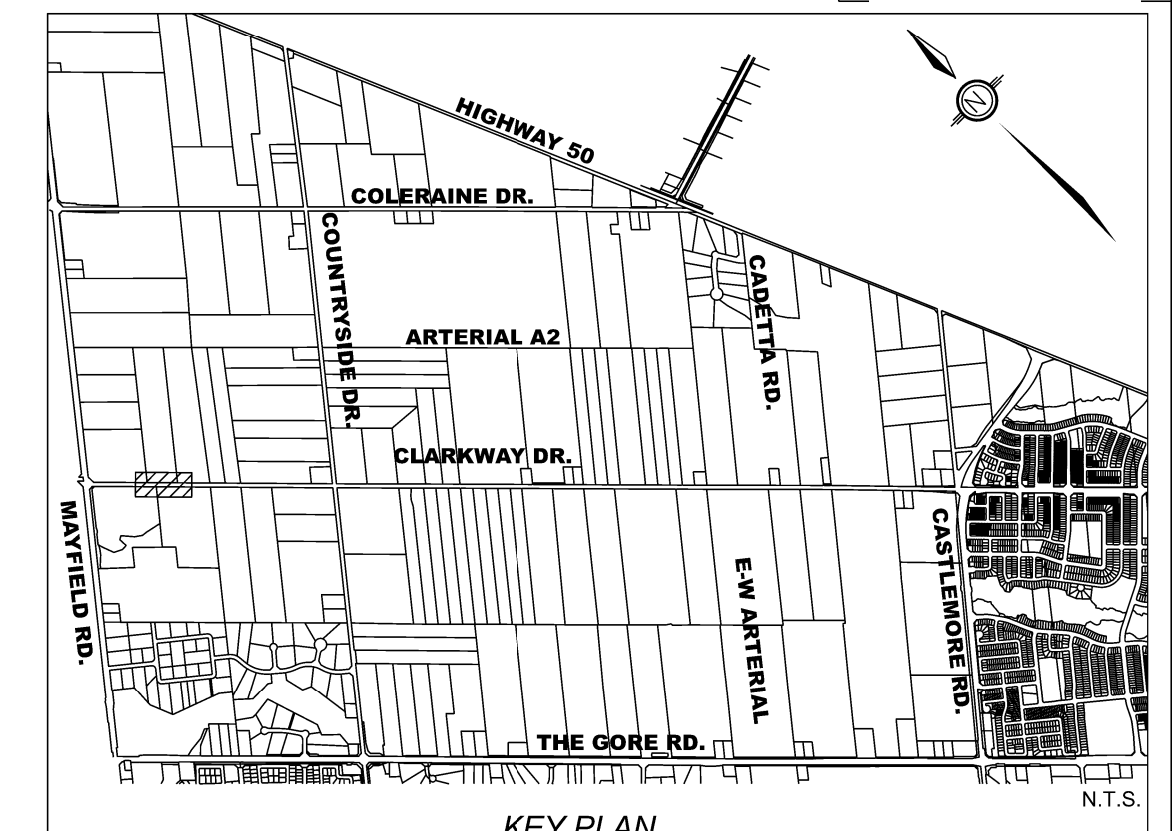 HIGHWAY 50
N
COLERAINE DR.
COUNTRYSIDE DR.
CADETTA RD.
ARTERIAL A2
CLARKWAY DR.
MAYFIELD RD.
CASTLEMORE RD.
E-W ARTERIAL
THE GORE RD.
N.T.S.
KEY PLAN